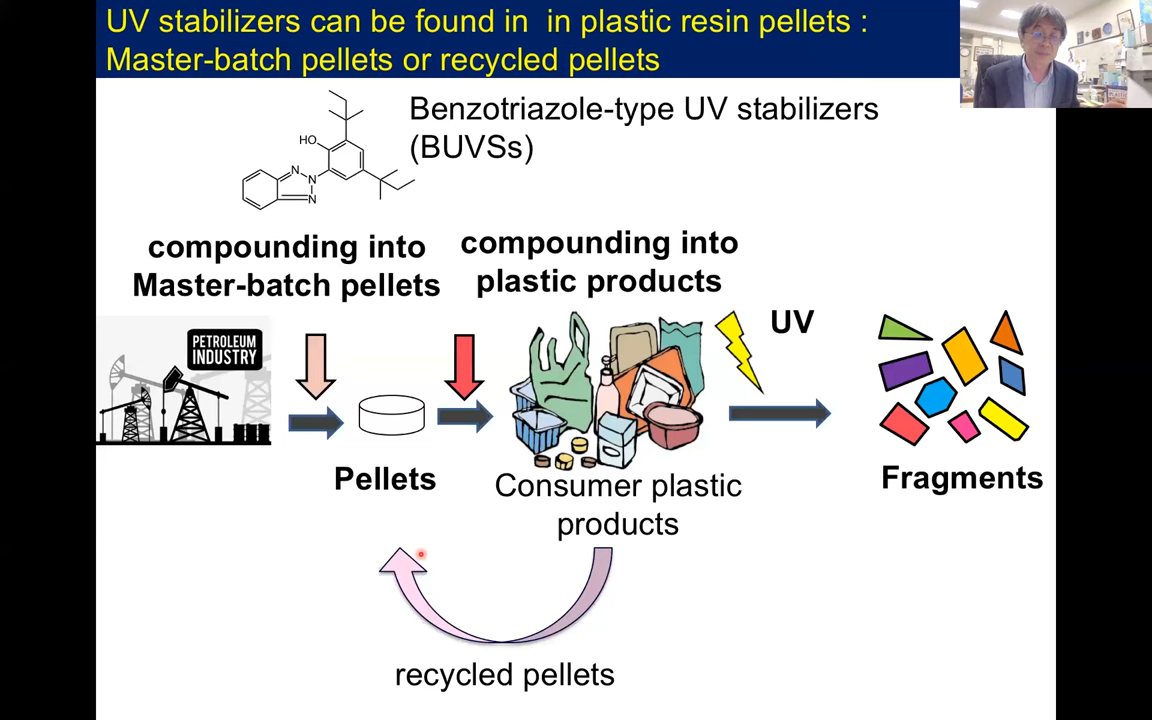 UV stabilizers can be found in  in plastic resin pellets :
Master-batch pellets or recycled pellets
Benzotriazole-type UV stabilizers
(BUVSs)
HO
N
N
N
compounding into
Master-batch pellets
compounding into
plastic products
UV
PETROLEUM
INDUSTRY
Pellets
Consumer plastic
products
Fragments
recycled pellets